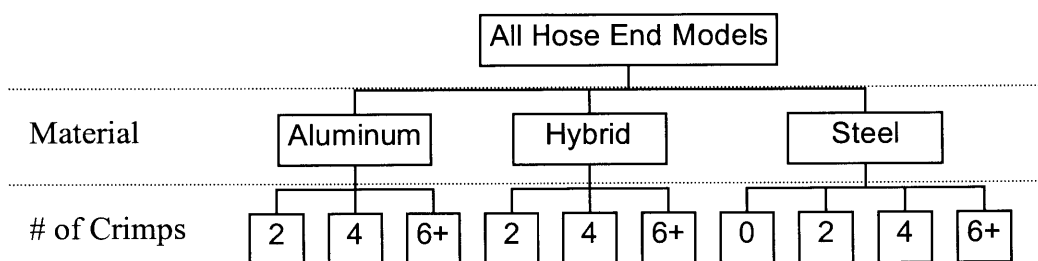 All Hose End Models
Material Aluminum Hybrid Steel
# of Crimps 2 4 6+ 2 4 6+ 0 2 4 6+